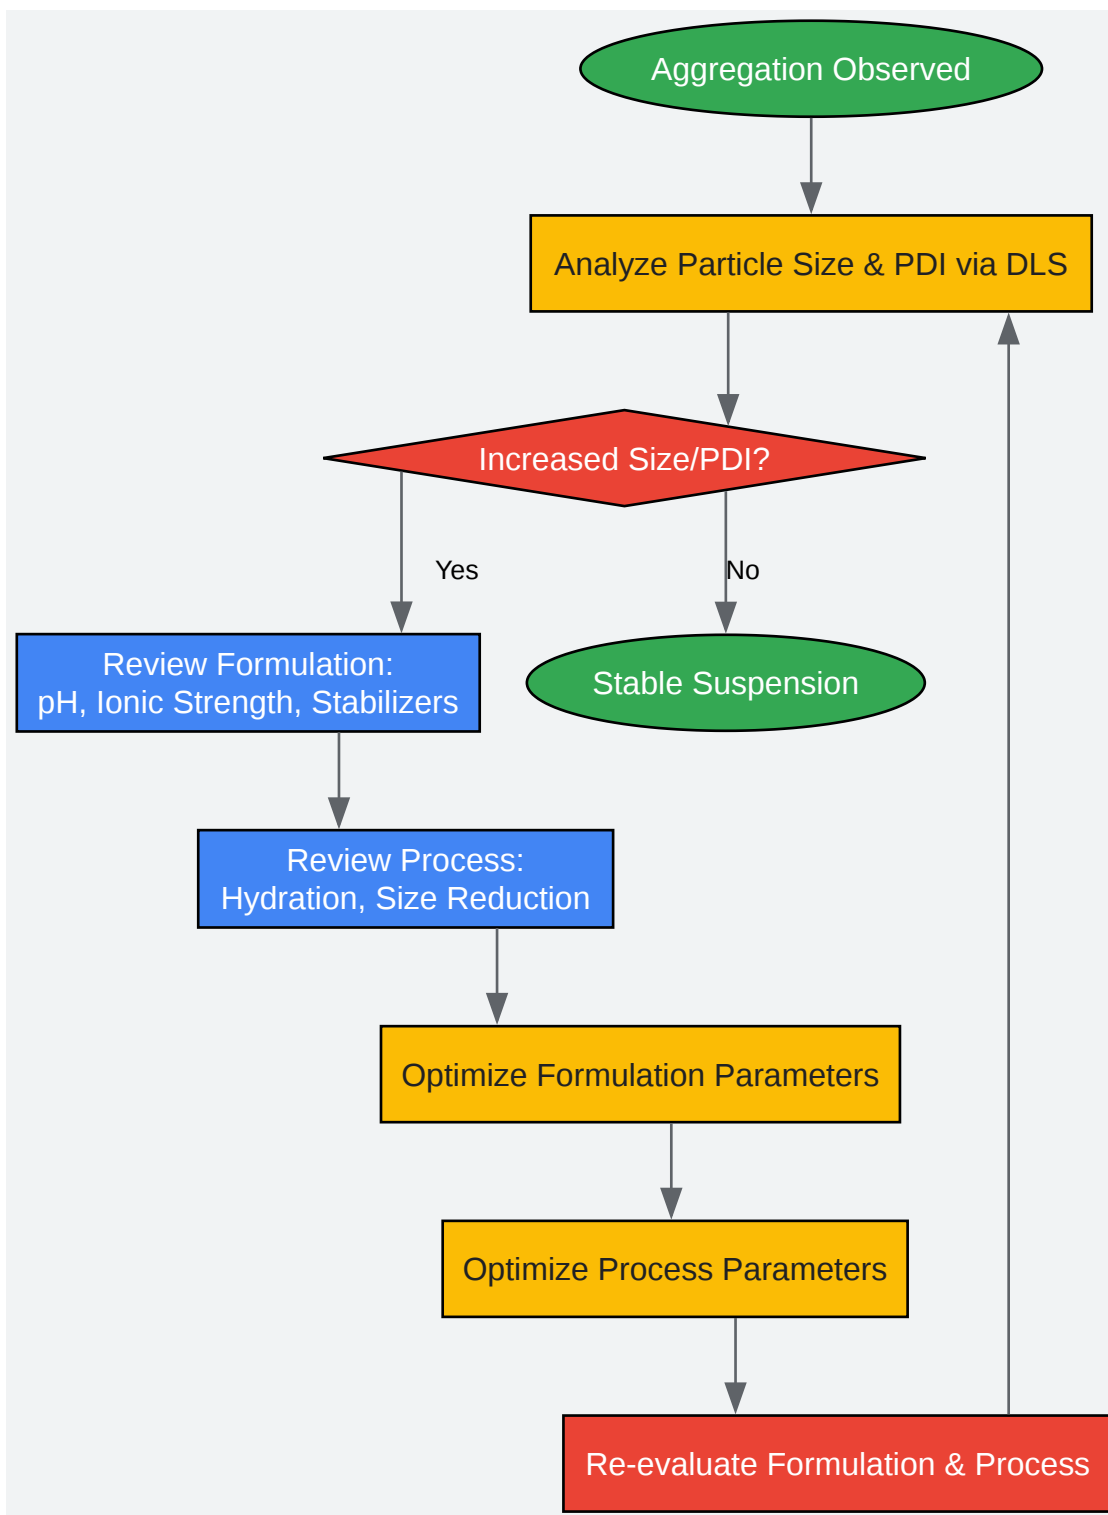 Aggregation Observed
Analyze Particle Size & PDI via DLS
Increased Size/PDI?
Yes
No
Review Formulation:
pH, Ionic Strength, Stabilizers
Stable Suspension
Review Process:
Hydration, Size Reduction
Optimize Formulation Parameters
Optimize Process Parameters
Re-evaluate Formulation & Process